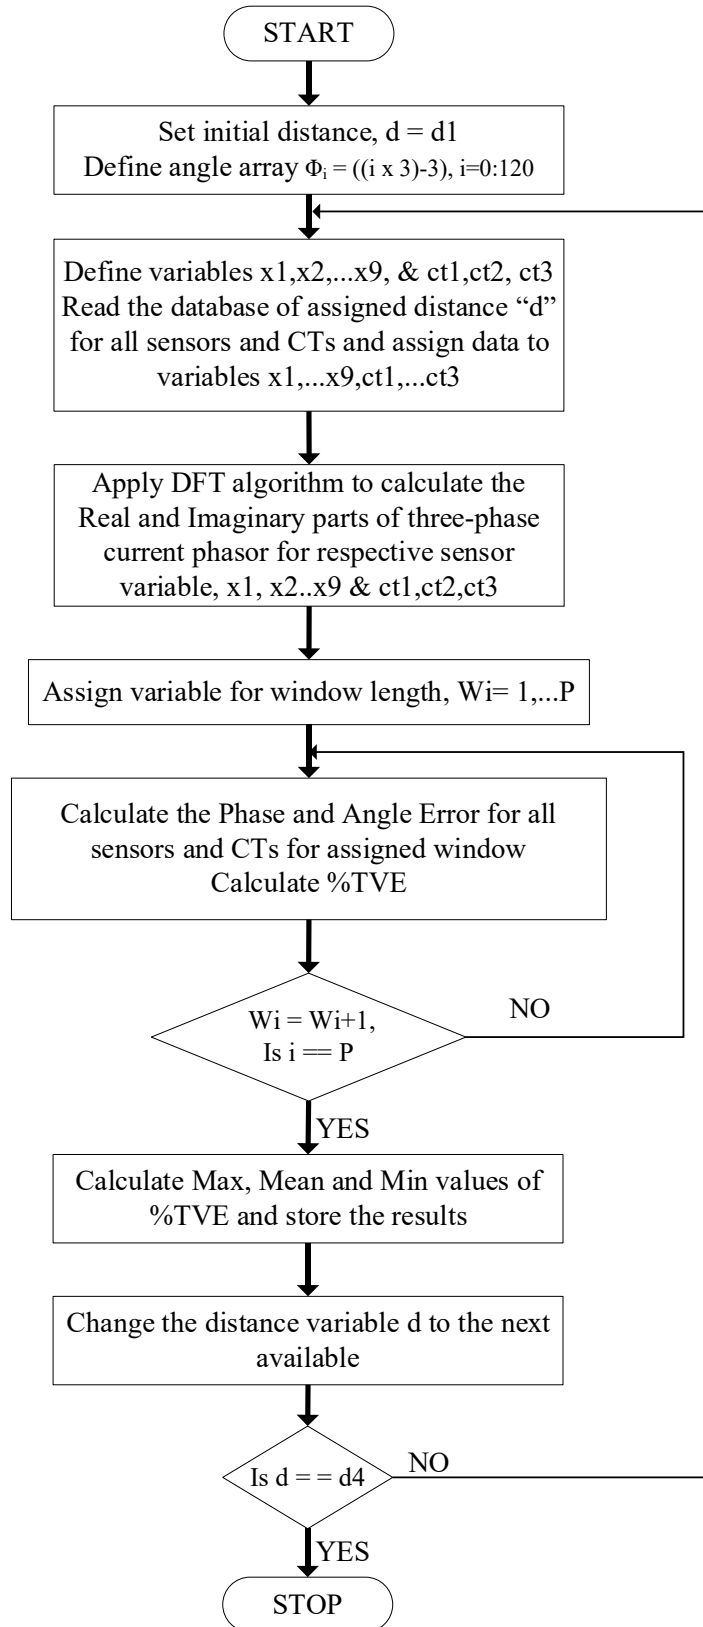 START
Set initial distance, d = d1
Define angle array Φi = ((i x 3)-3), i=0:120
Define variables x1,x2,...x9, & ct1,ct2, ct3
Read the database of assigned distance “d”
for all sensors and CTs and assign data to
variables x1,...x9,ct1,...ct3
Apply DFT algorithm to calculate the
Real and Imaginary parts of three-phase
current phasor for respective sensor
variable, x1, x2..x9 & ct1,ct2,ct3
Assign variable for window length, Wi= 1,...P
Calculate the Phase and Angle Error for all
sensors and CTs for assigned window
Calculate %TVE
Wi = Wi+1,
Is i == P
NO
YES
Calculate Max, Mean and Min values of
%TVE and store the results
Change the distance variable d to the next
available
Is d = = d4
NO
YES
STOP